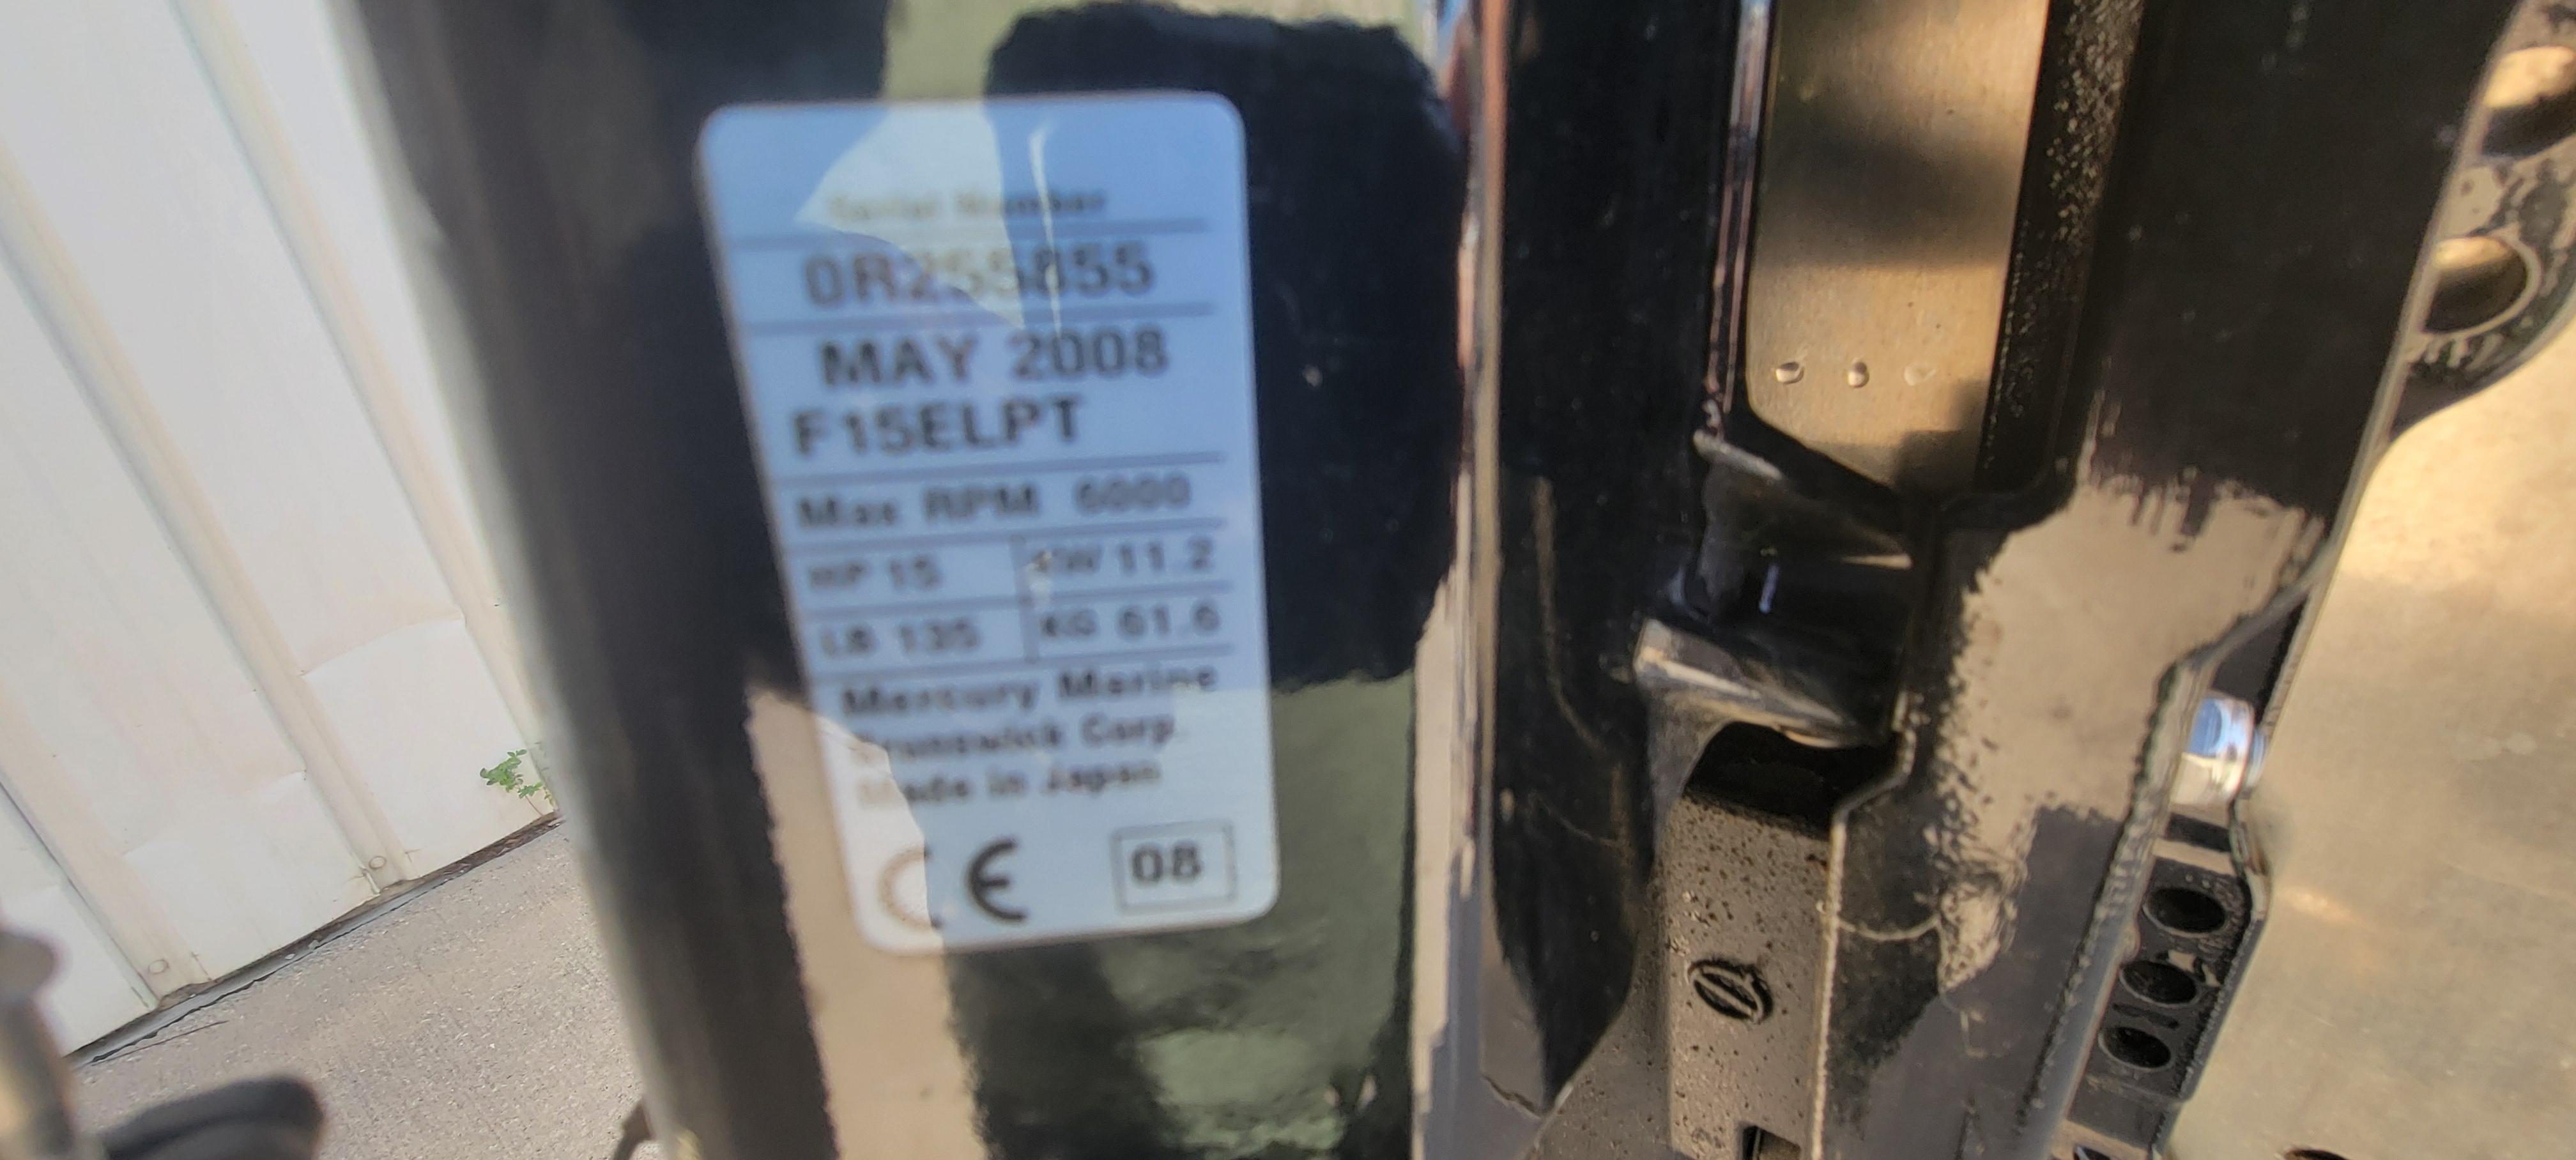 Serial Number
0R255855
MAY 2008
F15ELPT
Max RPM 6000
HP 15 KW 11.2
LB 135 KG 61.6
Mercury Marine
Brunswick Corp.
Made in Japan
CE 08